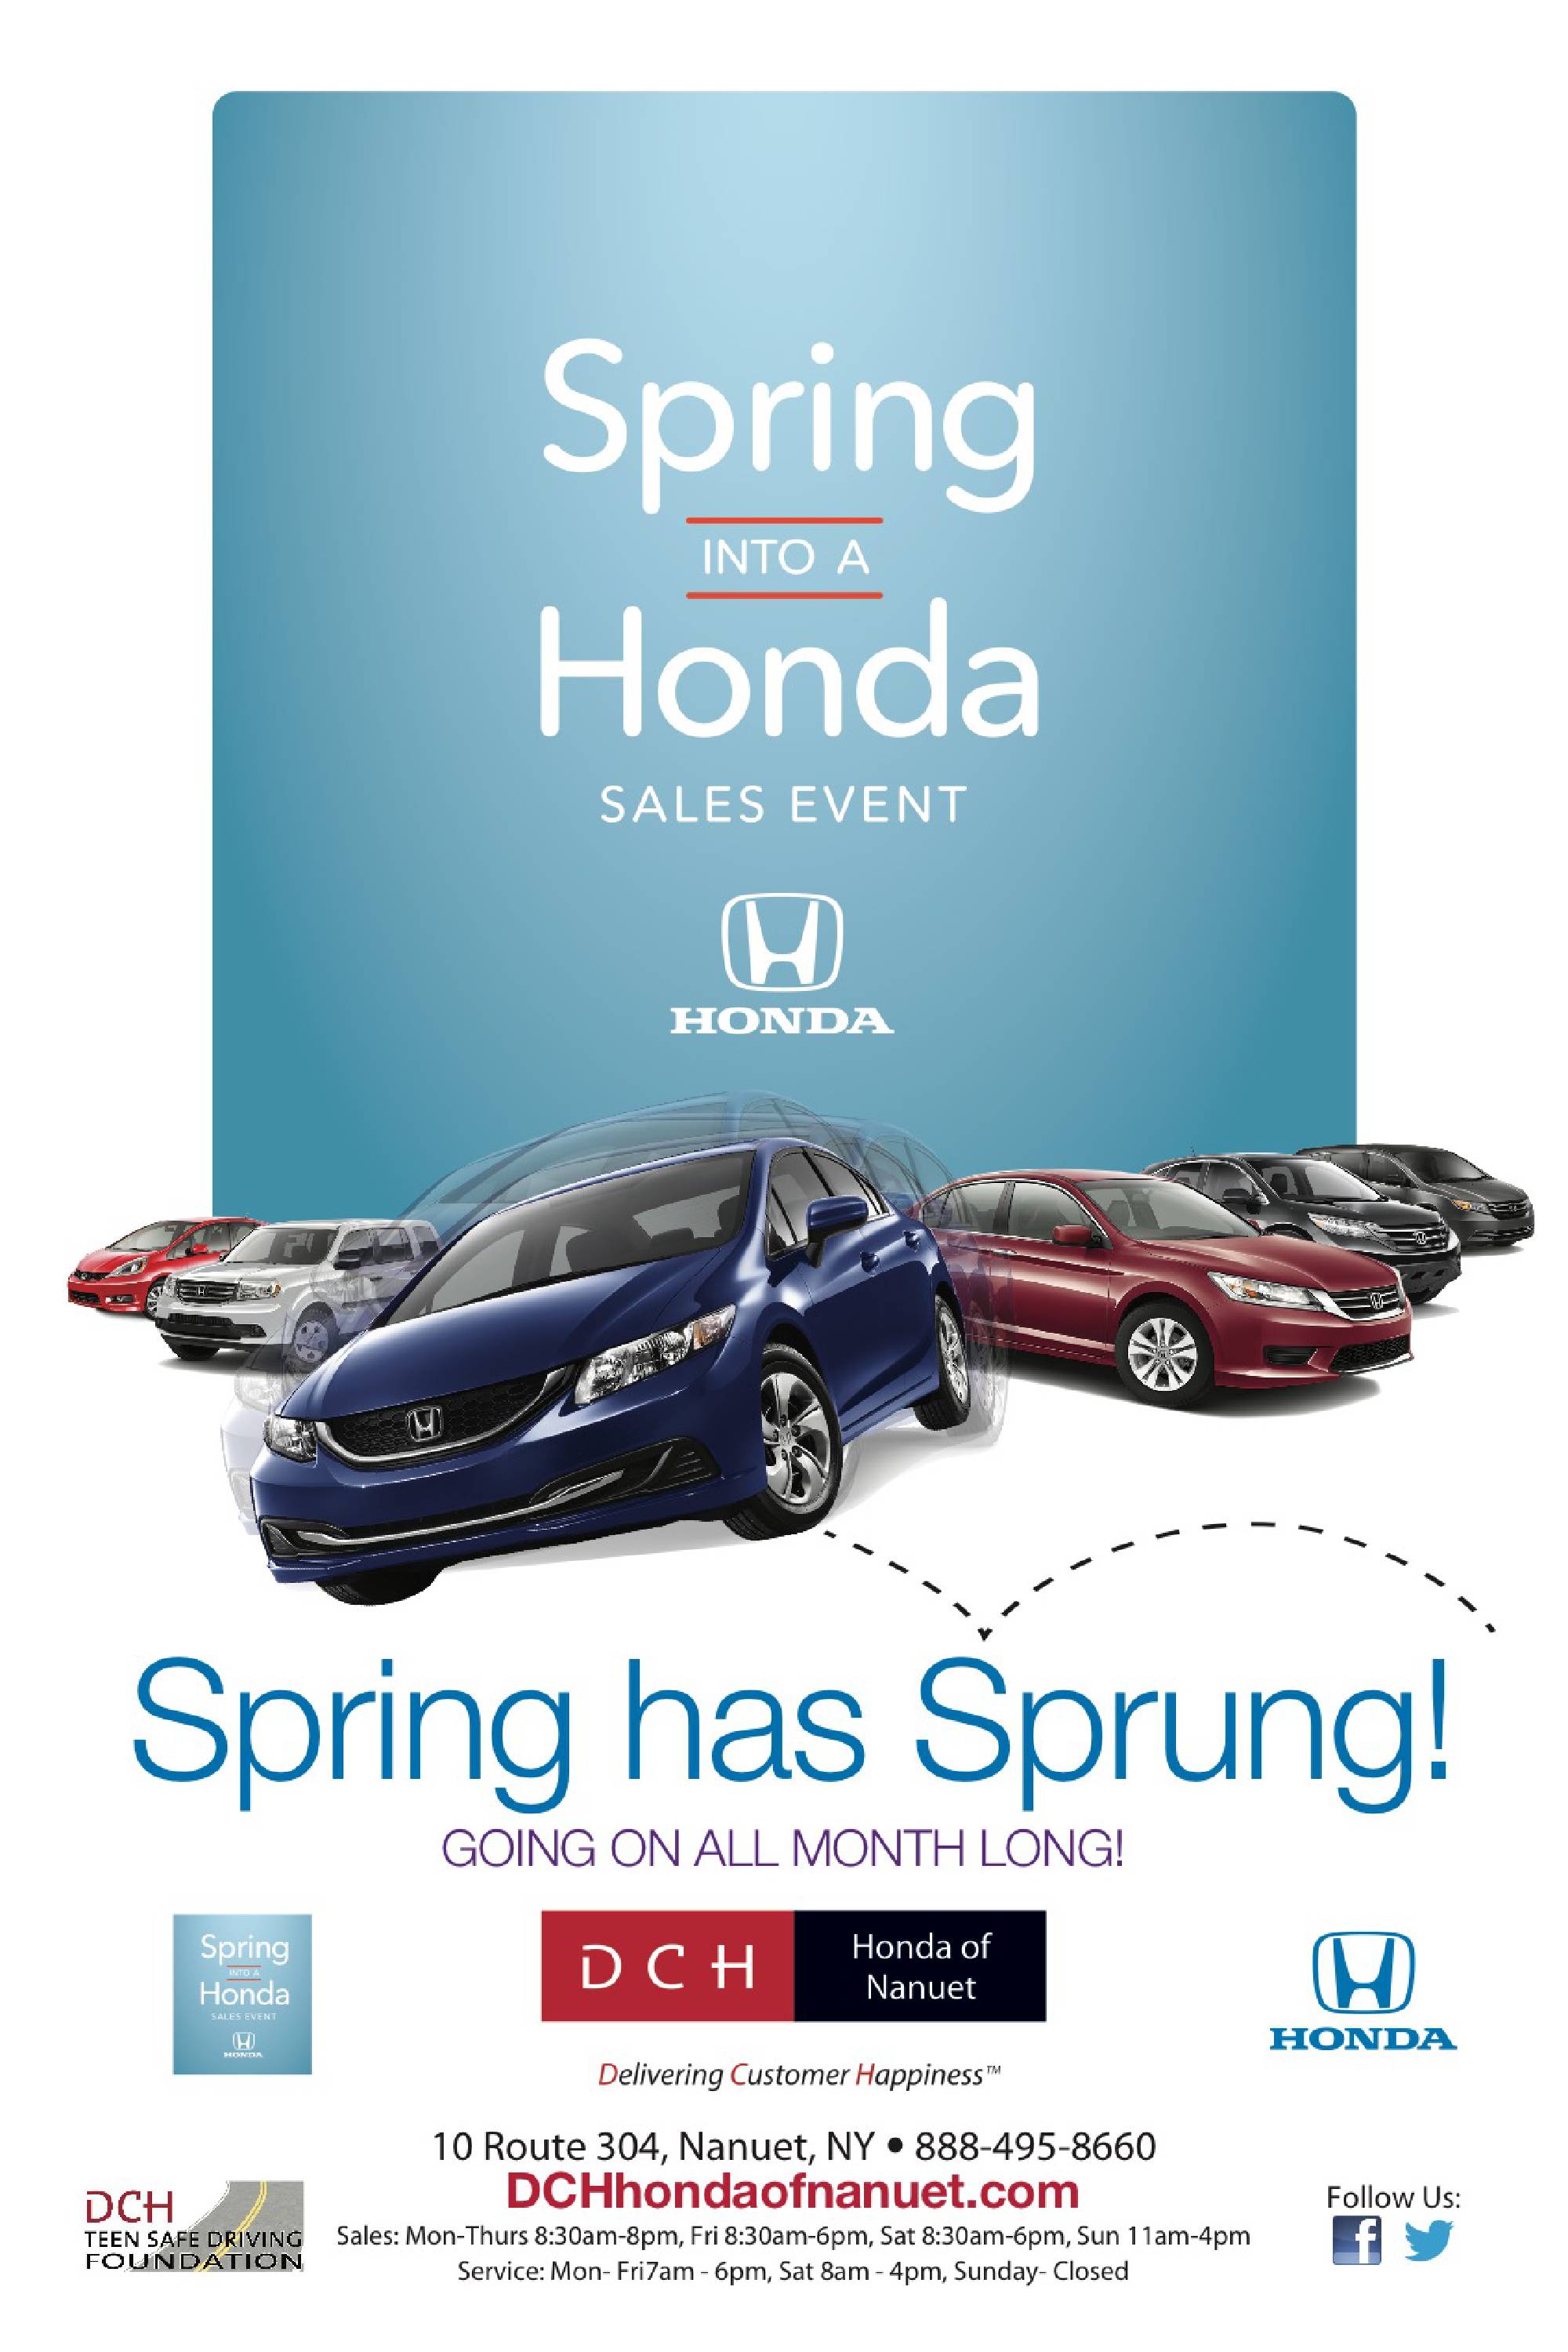 Spring
INTO A
Honda
SALES EVENT
HONDA
Spring has Sprung!
GOING ON ALL MONTH LONG!
Spring
INTO A
Honda
SALES EVENT
HONDA
D C H
Honda of
Nanuet
HONDA
Delivering Customer Happiness™
10 Route 304, Nanuet, NY • 888-495-8660
DCHhondaofnanuet.com
DCH
TEEN SAFE DRIVING
FOUNDATION
Sales: Mon-Thurs 8:30am-8pm, Fri 8:30am-6pm, Sat 8:30am-6pm, Sun 11am-4pm
Service: Mon- Fri7am - 6pm, Sat 8am - 4pm, Sunday- Closed
Follow Us:
f